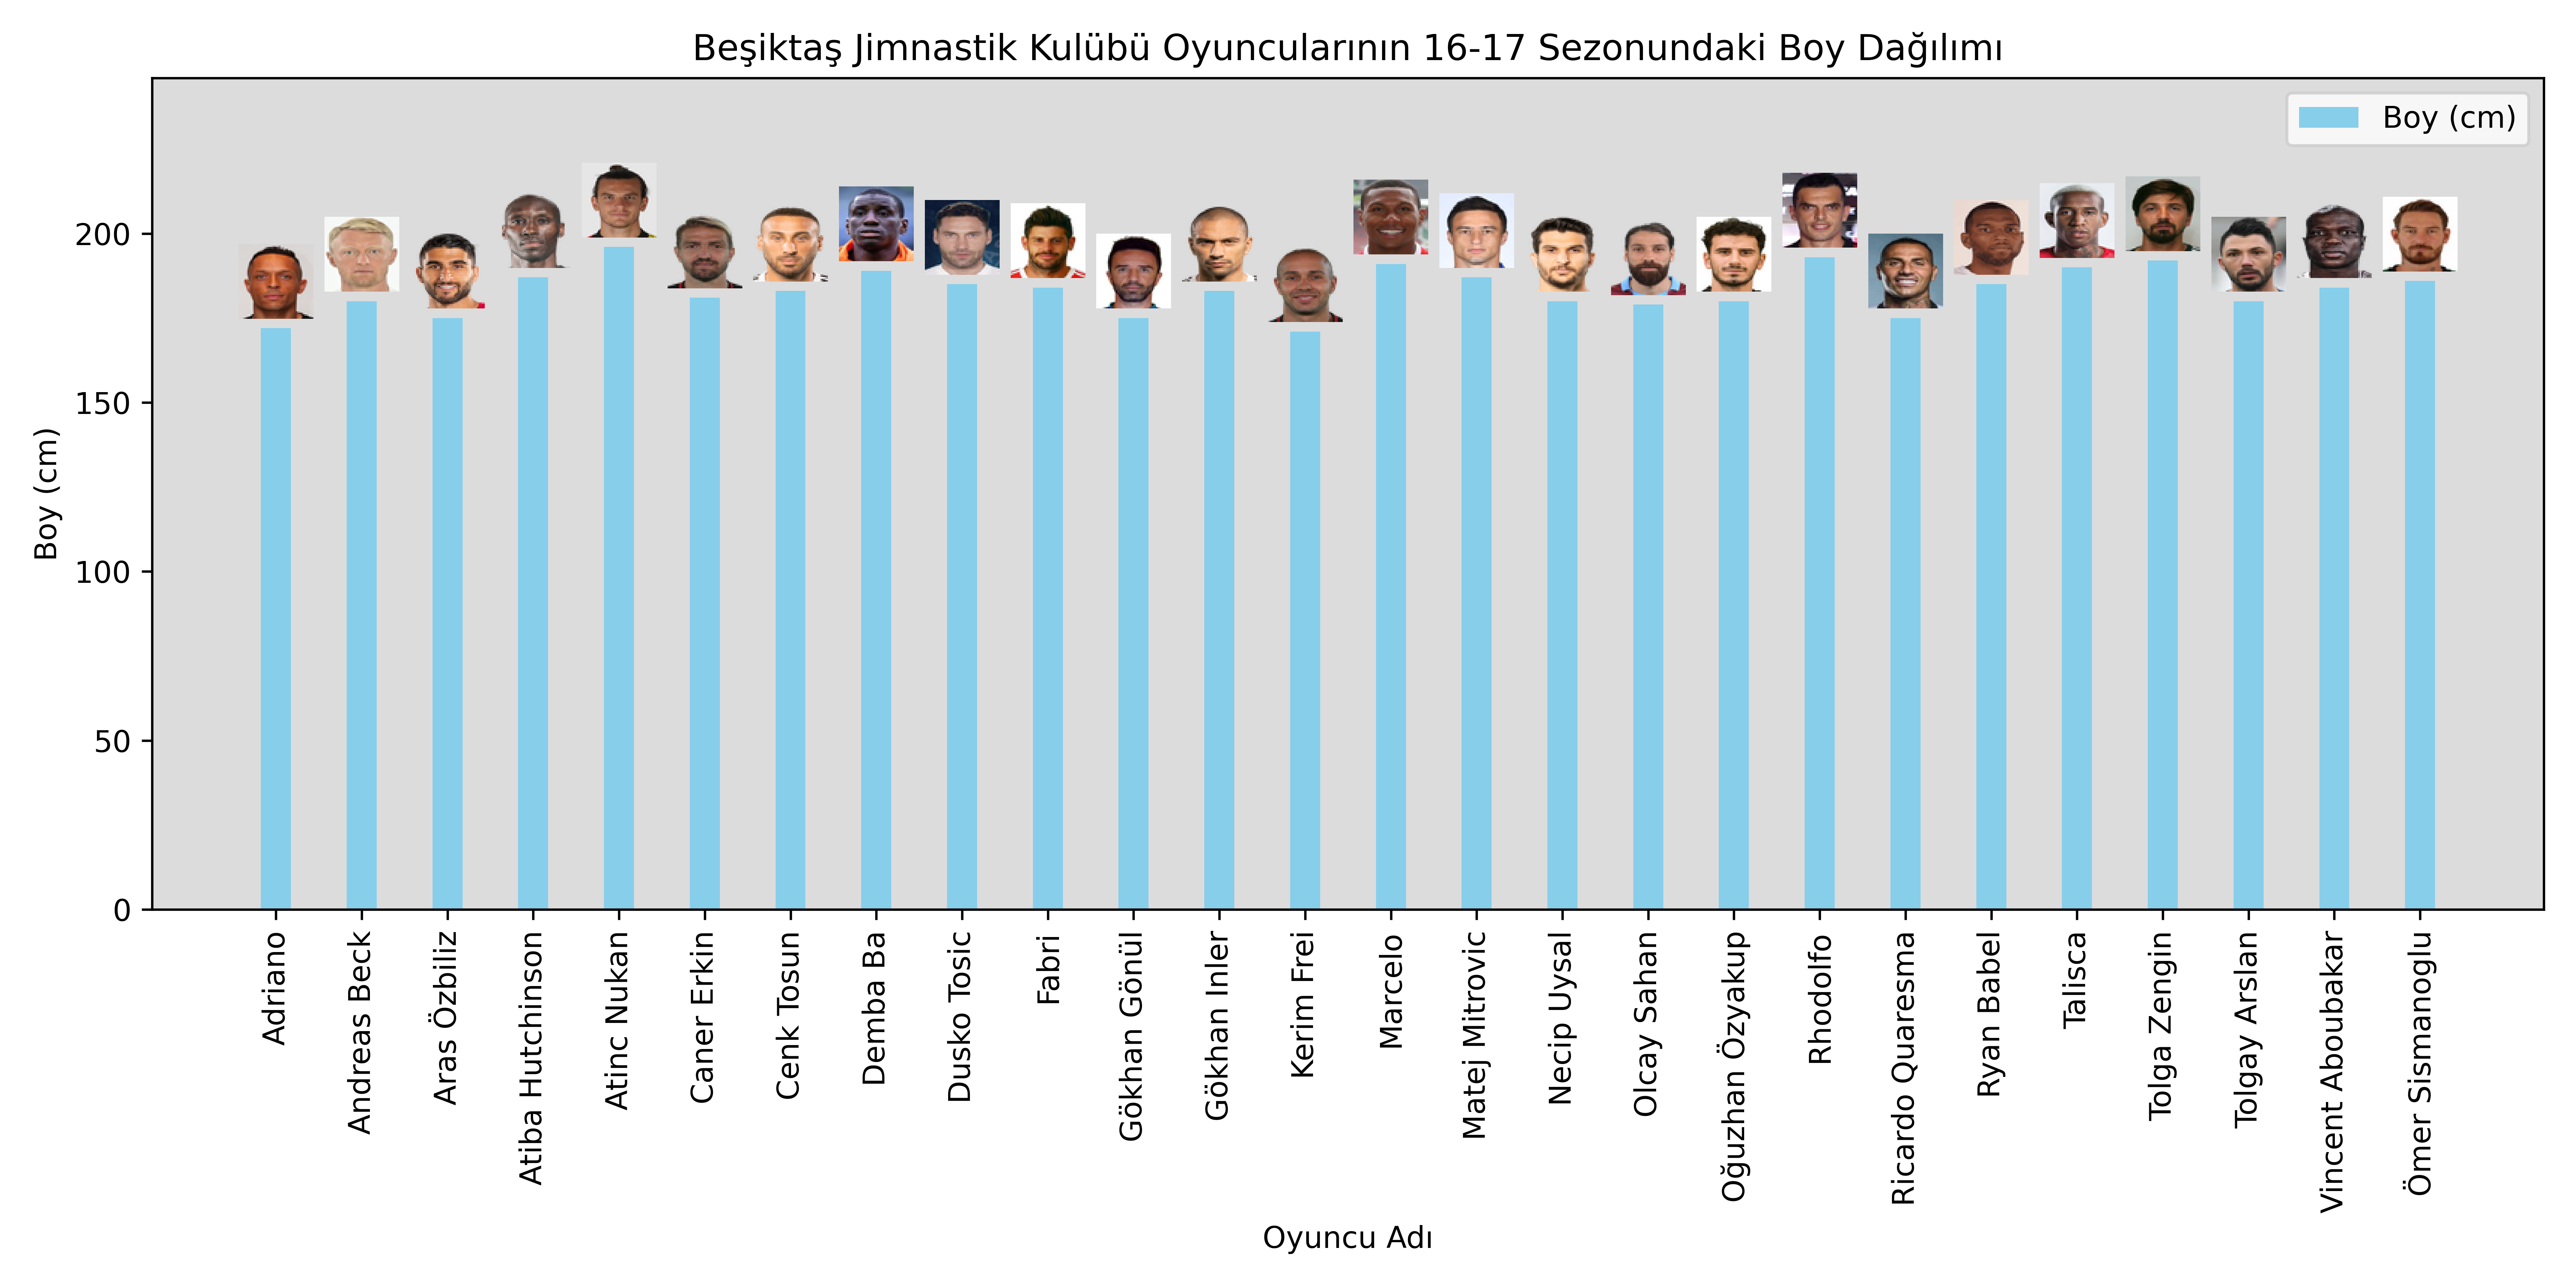 Beşiktaş Jimnastik Kulübü Oyuncularının 16-17 Sezonundaki Boy Dağılımı
Boy (cm)
200
150
100
50
0
Boy (cm)
Adriano
Andreas Beck
Aras Özbiliz
Atiba Hutchinson
Atinc Nukan
Caner Erkin
Cenk Tosun
Demba Ba
Dusko Tosic
Fabri
Gökhan Gönül
Gökhan Inler
Kerim Frei
Marcelo
Matej Mitrovic
Necip Uysal
Olcay Sahan
Oğuzhan Özyakup
Rhodolfo
Ricardo Quaresma
Ryan Babel
Talisca
Tolga Zengin
Tolgay Arslan
Vincent Aboubakar
Ömer Sismanoglu
Oyuncu Adı